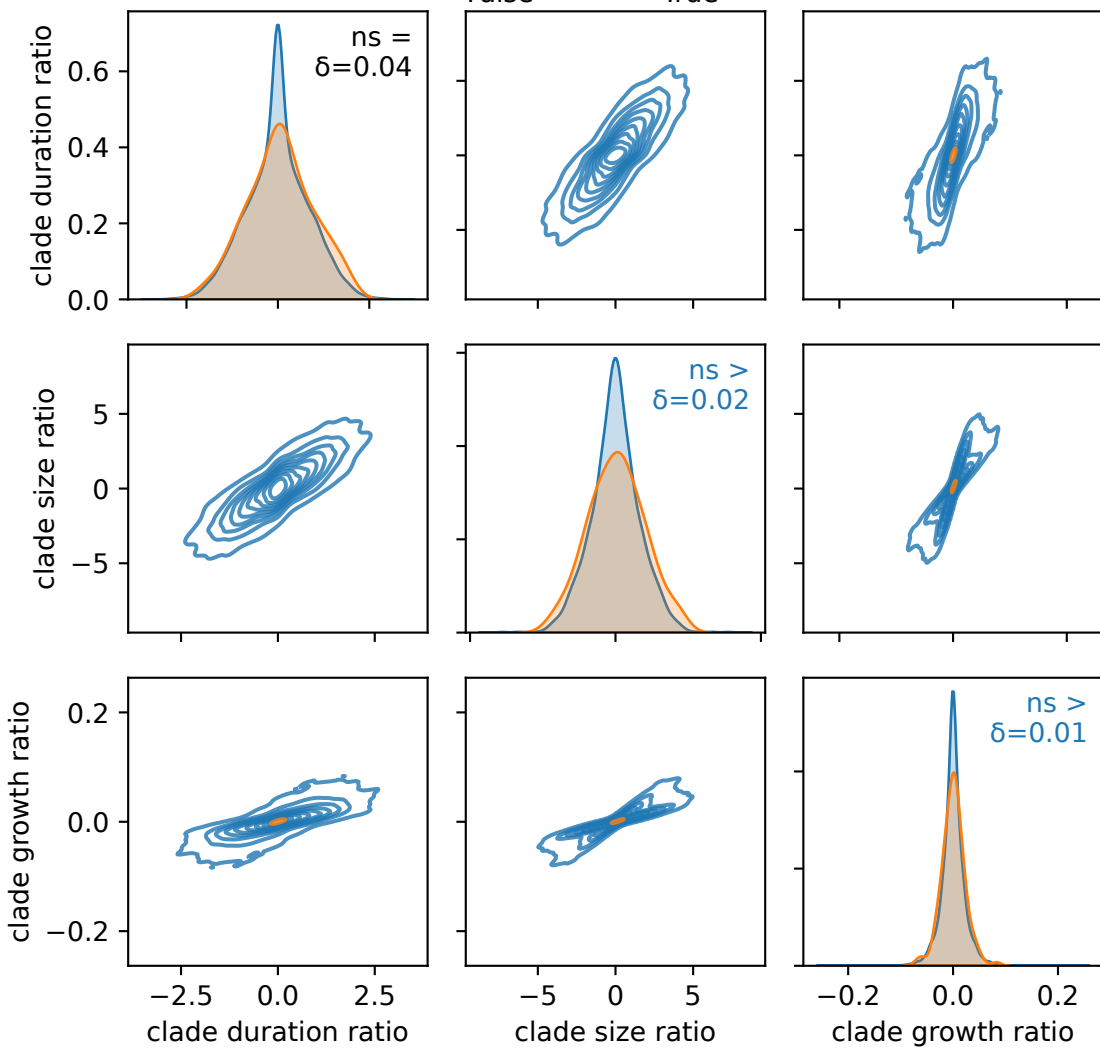 clade duration ratio
0.6
0.4
0.2
0.0
ns =
δ=0.04
clade size ratio
5
0
−5
ns >
δ=0.02
clade growth ratio
0.2
0.0
−0.2
ns >
δ=0.01
−2.5 0.0 2.5
−5 0 5
−0.2 0.0 0.2
clade duration ratio
clade size ratio
clade growth ratio